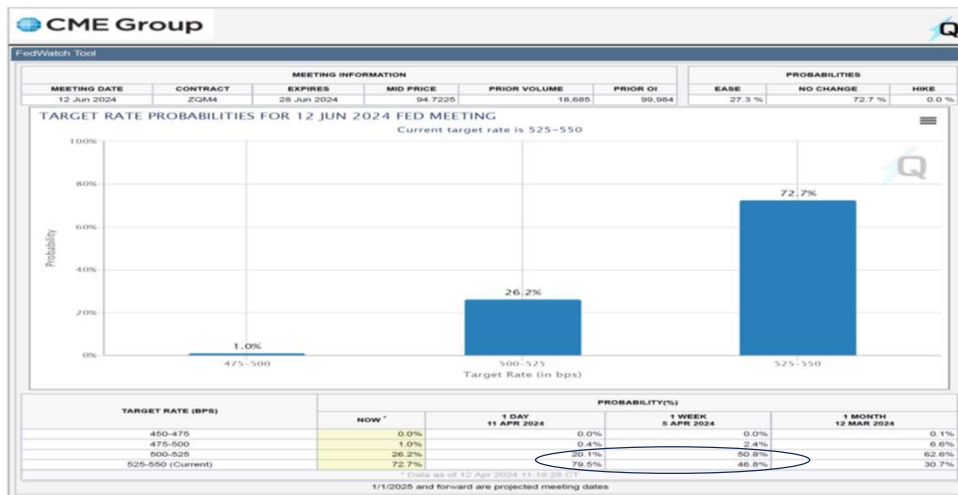 CME Group
Q
FedWatch Tool
MEETING INFORMATION PROBABILITIES
MEETING DATE CONTRACT EXPIRES MID PRICE PRIOR VOLUME PRIOR OI EASE NO CHANGE HIKE
12 Jun 2024 ZQM4 28 Jun 2024 94.7225 18,685 99,984 27.3 % 72.7 % 0.0 %
TARGET RATE PROBABILITIES FOR 12 JUN 2024 FED MEETING
Current target rate is 525-550
100%
Q
80%
72.7%
60%
Probability
40%
26.2%
20%
1.0%
0%
475-500 500-525 525-550
Target Rate (in bps)
TARGET RATE (BPS) PROBABILITY(%)
NOW * 1 DAY 11 APR 2024 1 WEEK 5 APR 2024 1 MONTH 12 MAR 2024
450-475 0.0% 0.0% 0.0% 0.1%
475-500 1.0% 0.4% 2.4% 6.6%
500-525 26.2% 20.1% 50.8% 62.6%
525-550 (Current) 72.7% 79.5% 46.8% 30.7%
* Data as of 12 Apr 2024 11:18:28 CT
1/1/2025 and forward are projected meeting dates